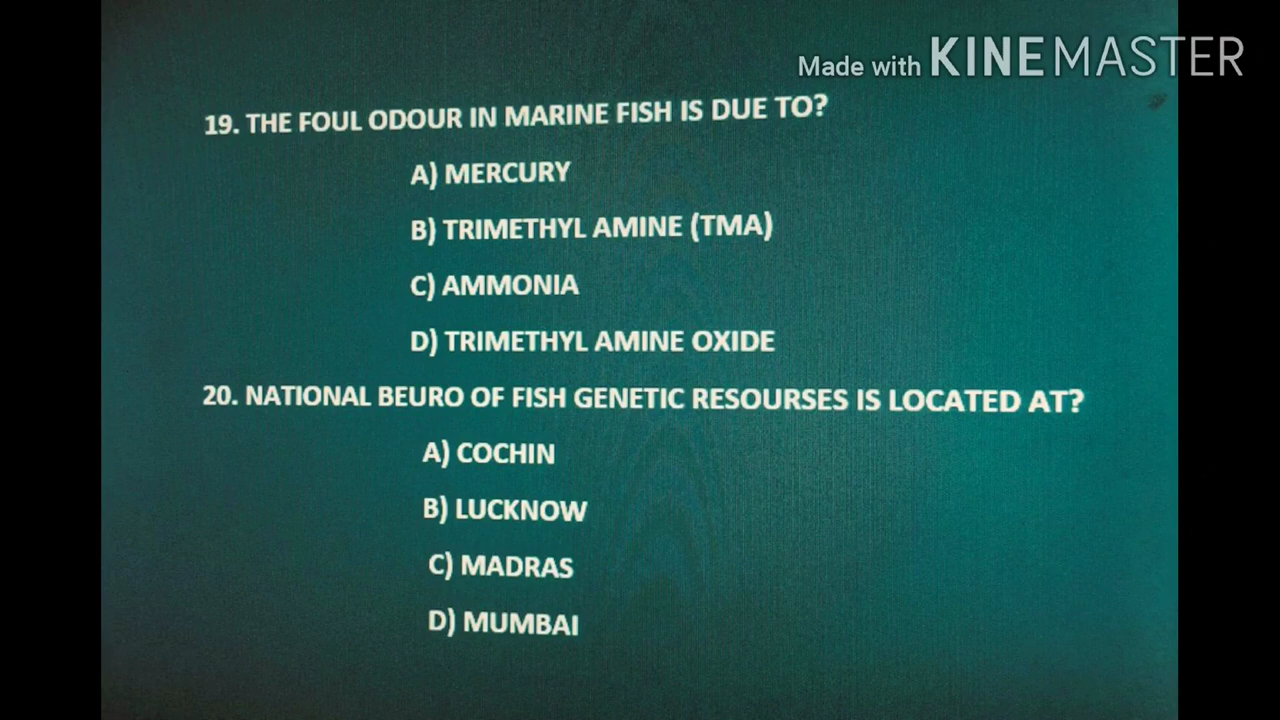 Made with KINEMASTER
19. THE FOUL ODOUR IN MARINE FISH IS DUE TO?
A) MERCURY
B) TRIMETHYL AMINE (TMA)
C) AMMONIA
D) TRIMETHYL AMINE OXIDE
20. NATIONAL BEURO OF FISH GENETIC RESOURSES IS LOCATED AT?
A) COCHIN
B) LUCKNOW
C) MADRAS
D) MUMBAI